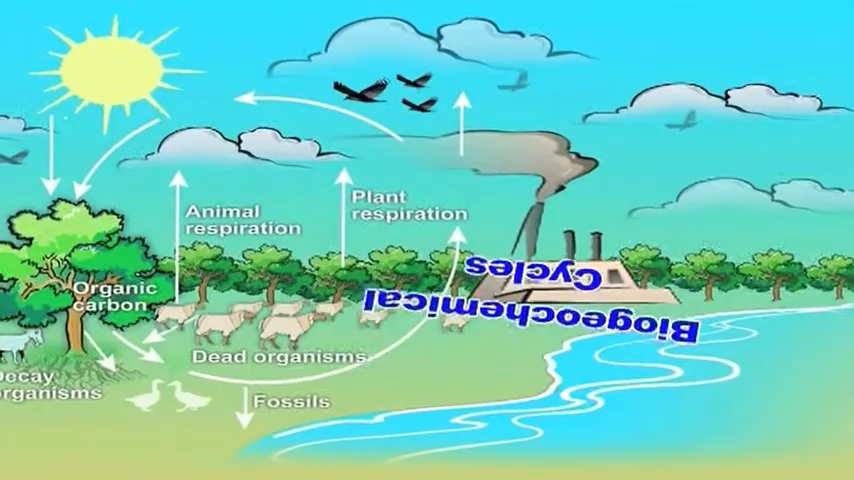 Animal
respiration
Plant
respiration
Organic
carbon
Biogeochemical
Cycles
Dead organisms
Decay
organisms
Fossils